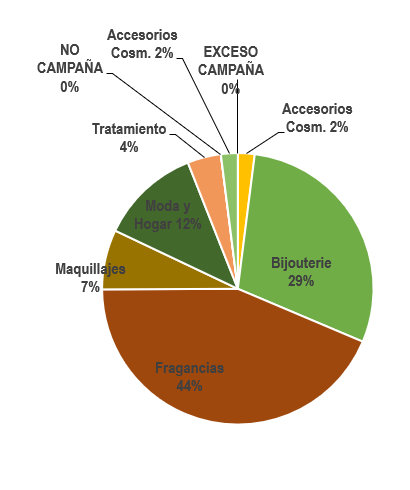 NO
CAMPAÑA
0%
Accesorios
Cosm. 2%
EXCESO
CAMPAÑA
0%
Accesorios
Cosm. 2%
Tratamiento
4%
Moda y
Hogar 12%
Maquillajes
7%
Bijouterie
29%
Fragancias
44%